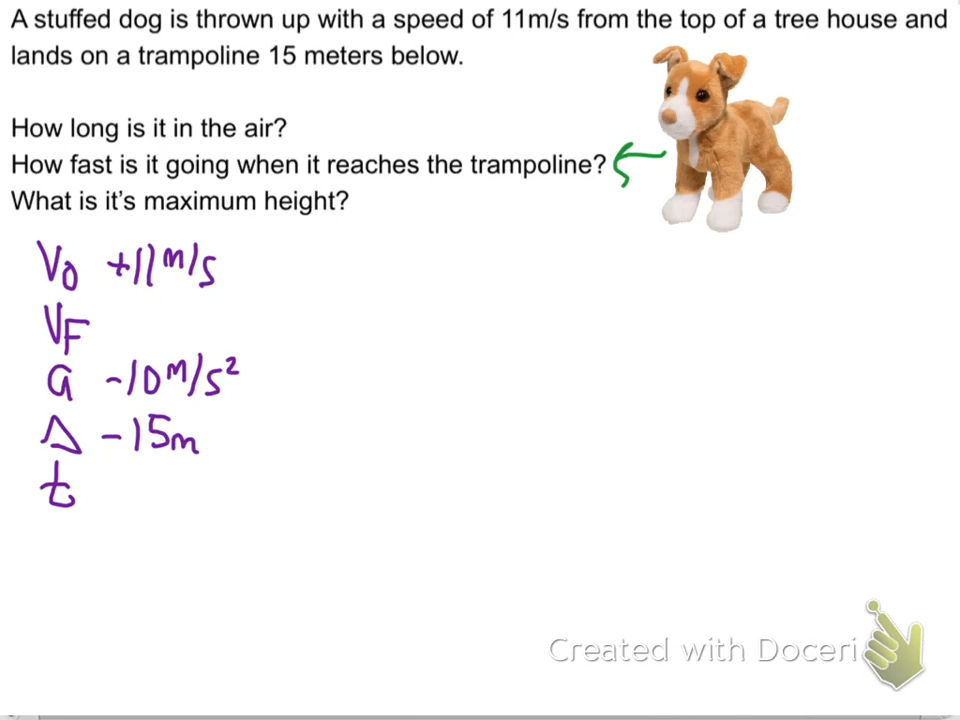 A stuffed dog is thrown up with a speed of 11m/s from the top of a tree house and
lands on a trampoline 15 meters below.
How long is it in the air?
How fast is it going when it reaches the trampoline?
What is it's maximum height?
V0 +11m/s
VF
a -10m/s²
Δ -15m
t
Created with Doceri